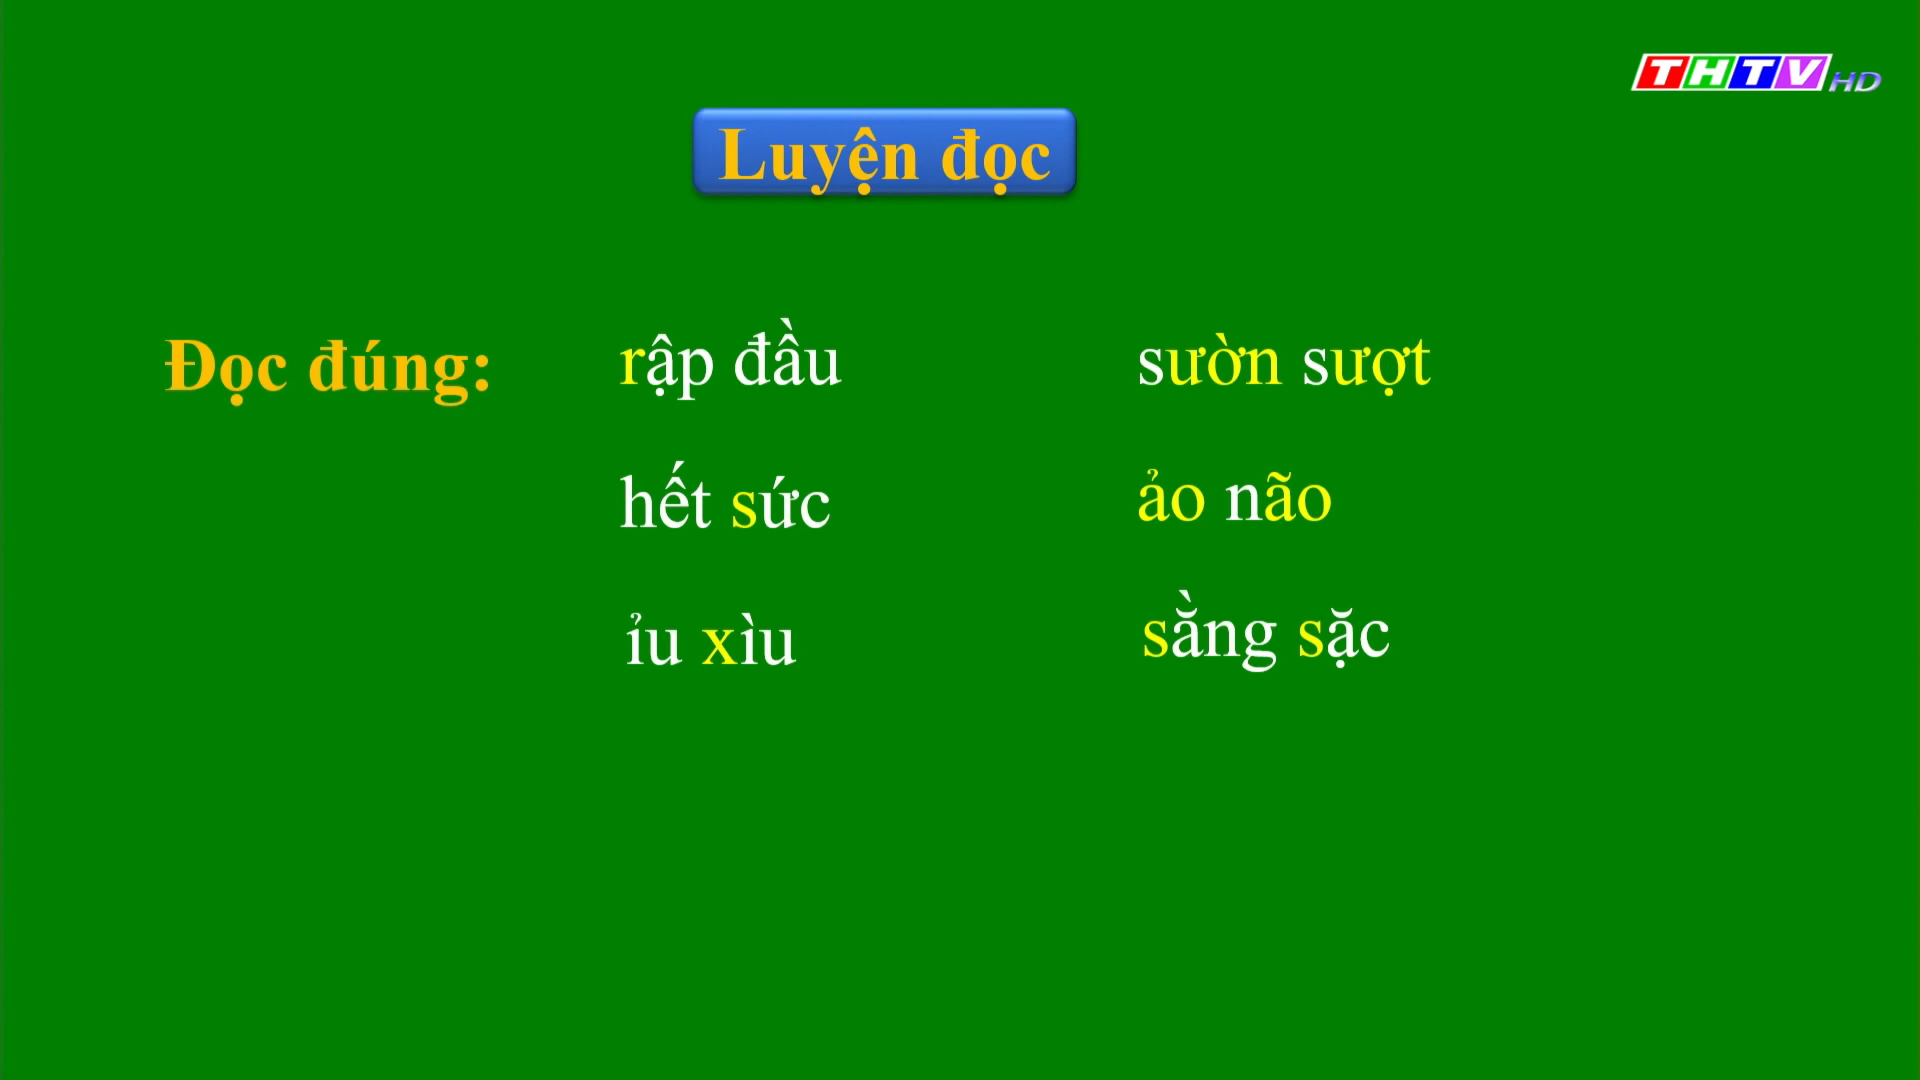 THTV HD
Luyện đọc
Đọc đúng: rập đầu sườn sượt
hết sức ảo não
ỉu xìu sằng sặc